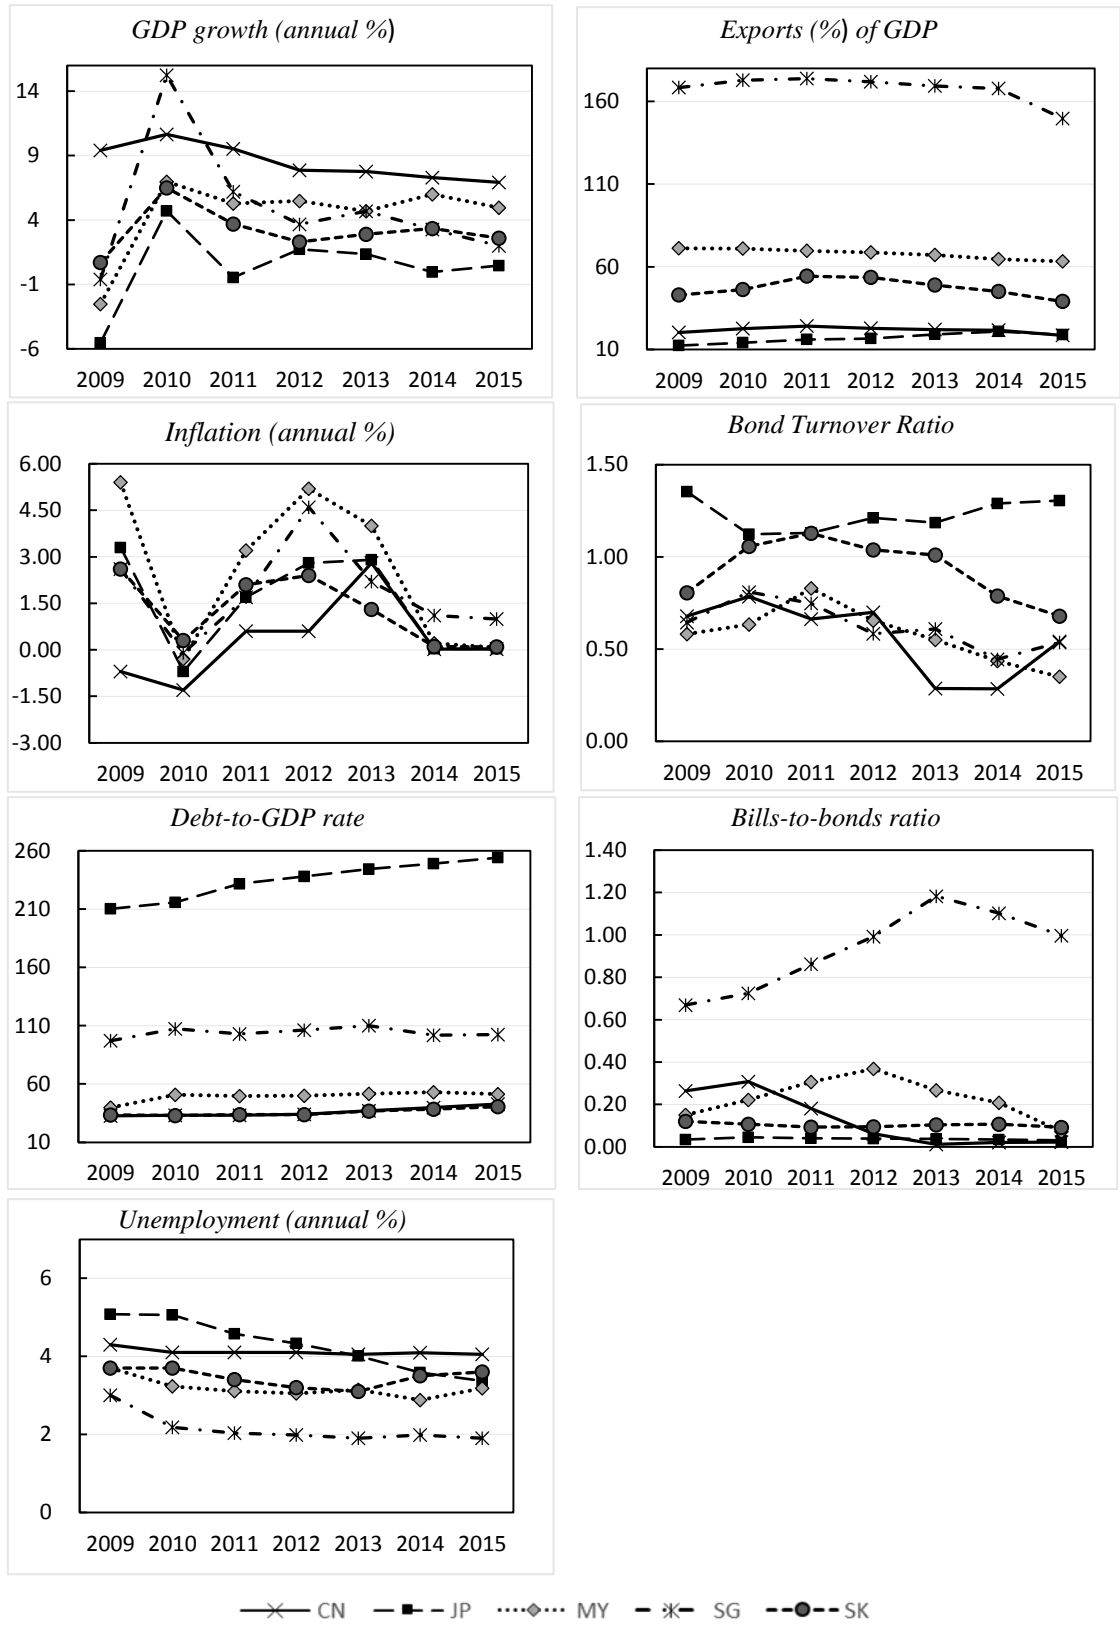 GDP growth (annual %)
14
9
4
-1
-6
2009 2010 2011 2012 2013 2014 2015
Exports (%) of GDP
160
110
60
10
2009 2010 2011 2012 2013 2014 2015
Inflation (annual %)
6.00
4.50
3.00
1.50
0.00
-1.50
-3.00
2009 2010 2011 2012 2013 2014 2015
Bond Turnover Ratio
1.50
1.00
0.50
0.00
2009 2010 2011 2012 2013 2014 2015
Debt-to-GDP rate
260
210
160
110
60
10
2009 2010 2011 2012 2013 2014 2015
Bills-to-bonds ratio
1.40
1.20
1.00
0.80
0.60
0.40
0.20
0.00
2009 2010 2011 2012 2013 2014 2015
Unemployment (annual %)
6
4
2
0
2009 2010 2011 2012 2013 2014 2015
CN JP MY SG SK